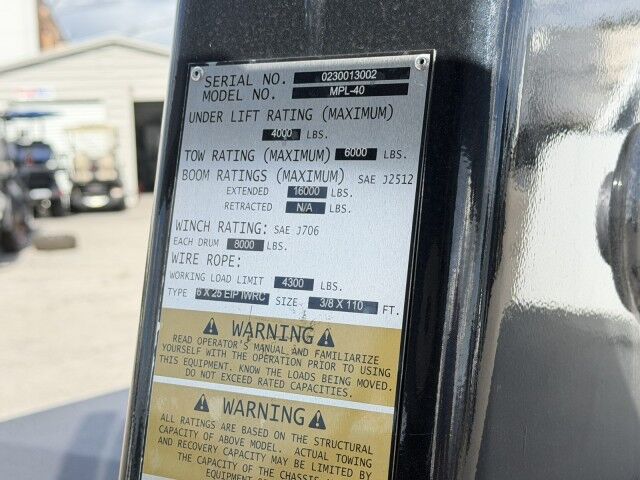 SERIAL NO. 0230013002
MODEL NO. MPL-40
UNDER LIFT RATING (MAXIMUM)
4000 LBS.
TOW RATING (MAXIMUM) 6000 LBS.
BOOM RATINGS (MAXIMUM) SAE J2512
EXTENDED 16000 LBS.
RETRACTED N/A LBS.
WINCH RATING: SAE J706
EACH DRUM 8000 LBS.
WIRE ROPE:
WORKING LOAD LIMIT 4300 LBS.
TYPE 6 X 25 EIP IWRC SIZE 3/8 X 110 FT.
WARNING
READ OPERATOR'S MANUAL AND FAMILIARIZE
YOURSELF WITH THE OPERATION PRIOR TO USING
THIS EQUIPMENT. KNOW THE LOADS BEING MOVED.
DO NOT EXCEED RATED CAPACITIES.
WARNING
ALL RATINGS ARE BASED ON THE STRUCTURAL
CAPACITY OF ABOVE MODEL. ACTUAL TOWING
AND RECOVERY CAPACITY MAY BE LIMITED BY
THE CAPACITY OF THE CHASSIS